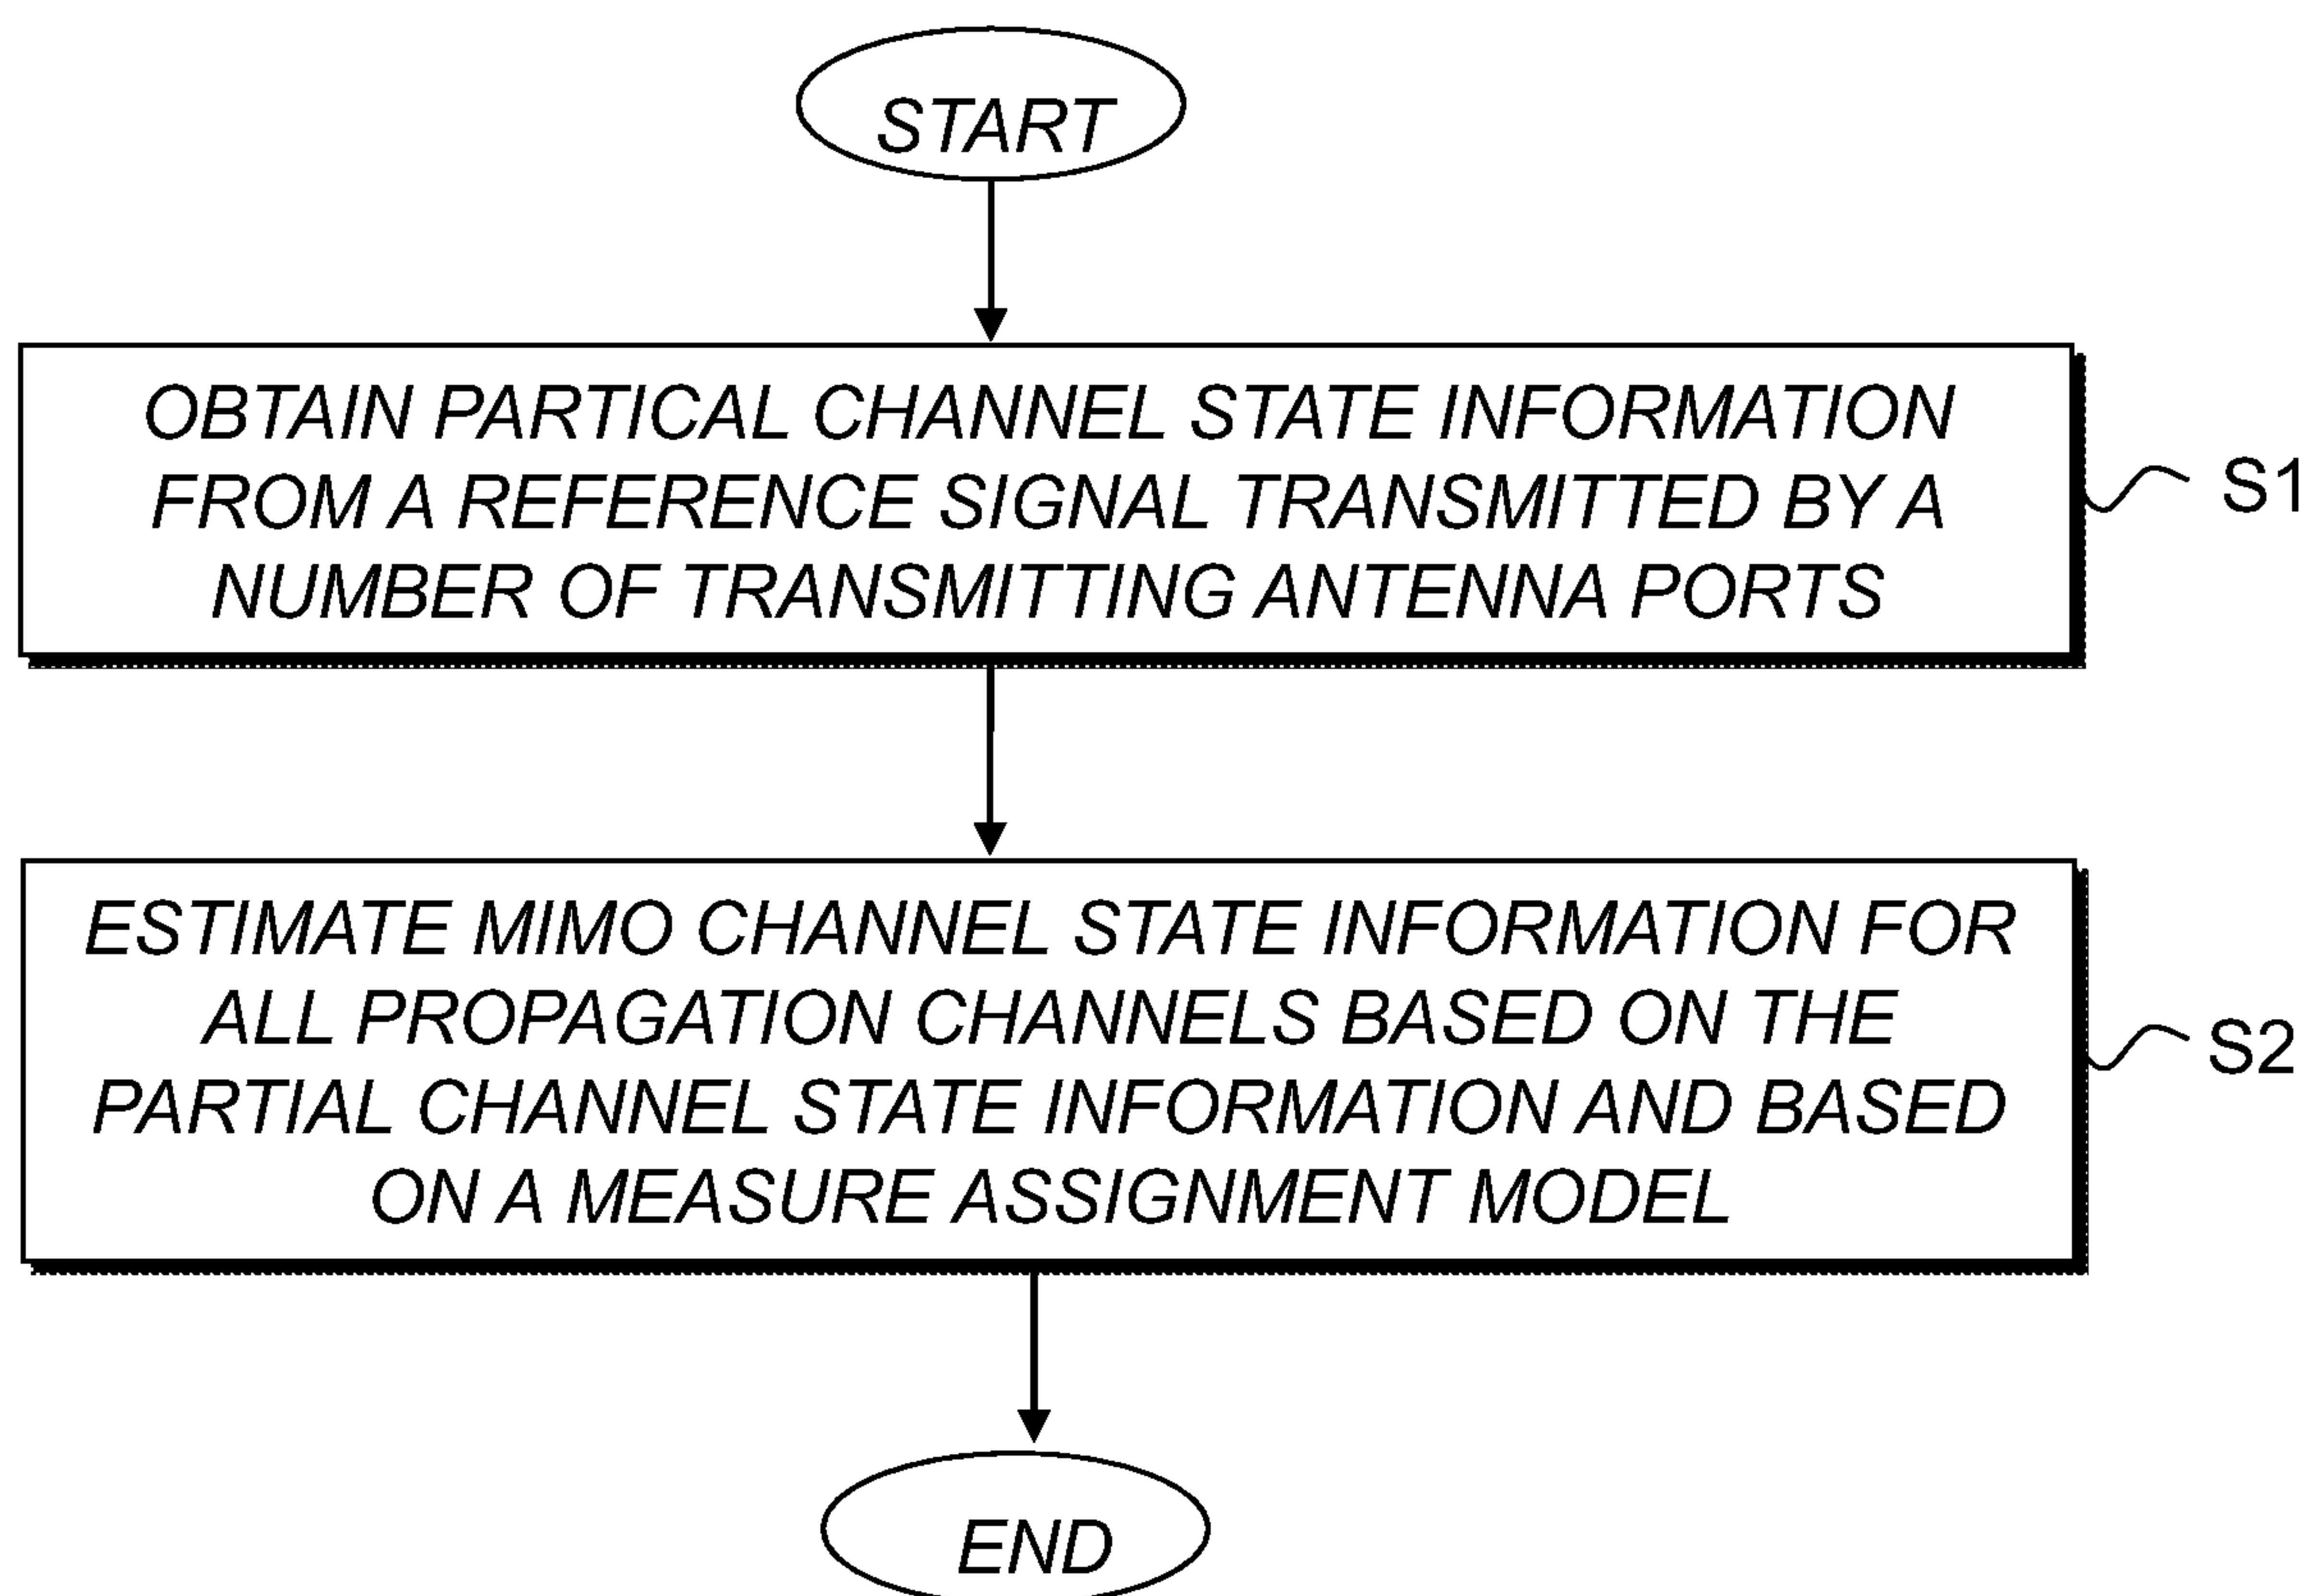 START
OBTAIN PARTICAL CHANNEL STATE INFORMATION
FROM A REFERENCE SIGNAL TRANSMITTED BY A
NUMBER OF TRANSMITTING ANTENNA PORTS
S1
ESTIMATE MIMO CHANNEL STATE INFORMATION FOR
ALL PROPAGATION CHANNELS BASED ON THE
PARTIAL CHANNEL STATE INFORMATION AND BASED
ON A MEASURE ASSIGNMENT MODEL
S2
END